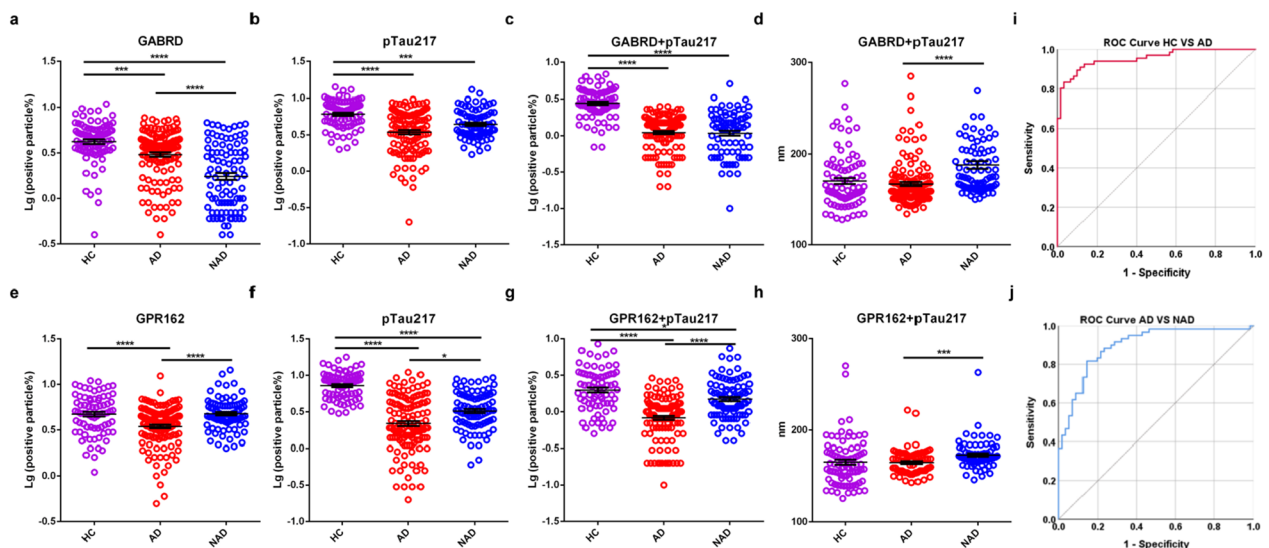 a
GABRD
****
***
****
Lg (positive particle%)
1.5
1.0
0.5
0.0
-0.5
HC
AD
NAD
b
pTau217
***
****
Lg (positive particle%)
1.5
1.0
0.5
0.0
0.5
1.0
HC
AD
NAD
c
GABRD+pTau217
****
****
Lg (positive particle%)
1.0
0.5
0.0
-0.5
-1.0
-1.5
HC
AD
NAD
d
GABRD+pTau217
****
nm
300
200
100
HC
AD
NAD
i
ROC Curve HC VS AD
Sensitivity
1.0
0.8
0.6
0.4
0.2
0.0
0.0 0.2 0.4 0.6 0.8 1.0
1 - Specificity
e
GPR162
****
****
Lg (positive particle%)
1.5
1.0
0.5
0.0
-0.5
HC
AD
NAD
f
pTau217
****
****
*
Lg (positive particle%)
1.5
1.0
0.5
0.0
-0.5
-1.0
HC
AD
NAD
g
GPR162+pTau217
*
****
****
Lg (positive particle%)
1.0
0.5
0.0
-0.5
-1.0
-1.5
HC
AD
NAD
h
GPR162+pTau217
***
nm
300
200
100
HC
AD
NAD
j
ROC Curve AD VS NAD
Sensitivity
1.0
0.8
0.6
0.4
0.2
0.0
0.0 0.2 0.4 0.6 0.8 1.0
1 - Specificity